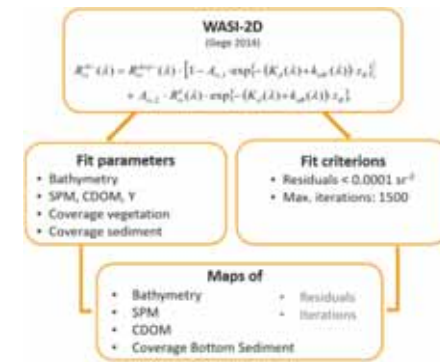 WASI-2D
(Gege 2014)
Fit parameters
• Bathymetry
• SPM, CDOM, Y
• Coverage vegetation
• Coverage sediment
Fit criterions
• Residuals < 0.0001 sr⁻¹
• Max. iterations: 1500
Maps of
• Bathymetry
• SPM
• CDOM
• Coverage Bottom Sediment
• Residuals
• Iterations